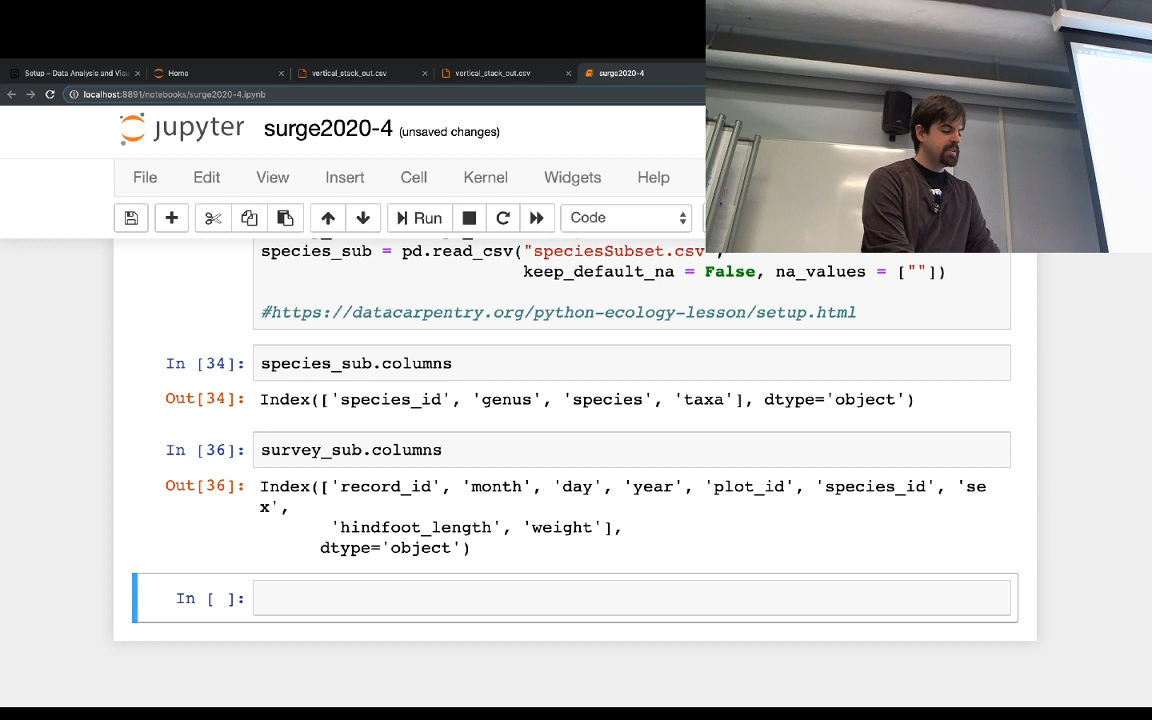 Setup – Data Analysis and Visu
Home
vertical_stack_out.csv
vertical_stack_out.csv
surge2020-4
localhost:8891/notebooks/surge2020-4.ipynb
jupyter surge2020-4 (unsaved changes)
File Edit View Insert Cell Kernel Widgets Help
Run Code
species_sub = pd.read_csv("speciesSubset.csv",
keep_default_na = False, na_values = [""])
#https://datacarpentry.org/python-ecology-lesson/setup.html
In [34]: species_sub.columns
Out[34]: Index(['species_id', 'genus', 'species', 'taxa'], dtype='object')
In [36]: survey_sub.columns
Out[36]: Index(['record_id', 'month', 'day', 'year', 'plot_id', 'species_id', 'se
x',
'hindfoot_length', 'weight'],
dtype='object')
In [ ]: